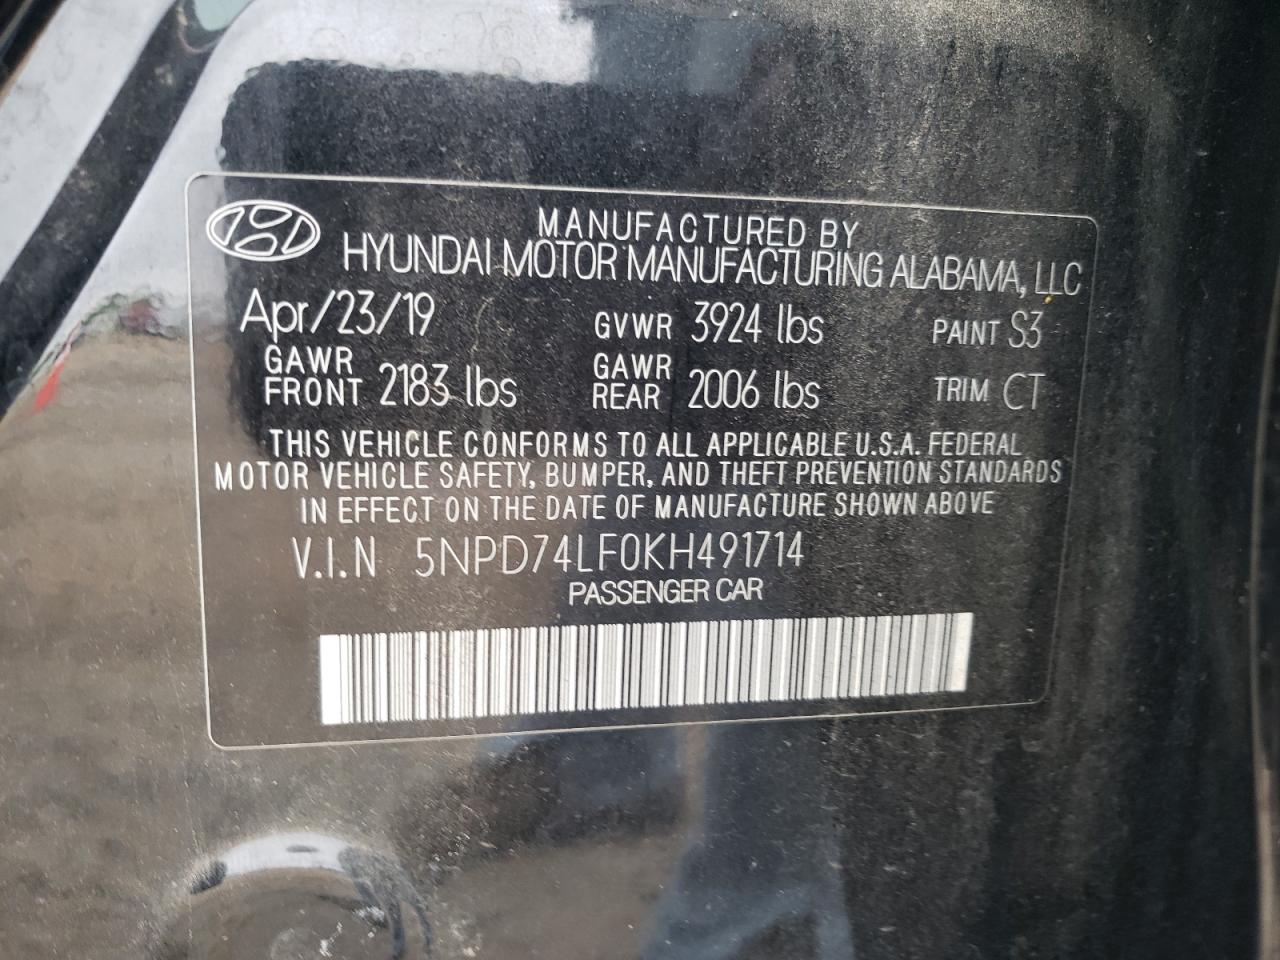 MANUFACTURED BY
HYUNDAI MOTOR MANUFACTURING ALABAMA, LLC
Apr/23/19 GVWR 3924 lbs PAINT S3
GAWR FRONT 2183 lbs GAWR REAR 2006 lbs TRIM CT
THIS VEHICLE CONFORMS TO ALL APPLICABLE U.S.A. FEDERAL
MOTOR VEHICLE SAFETY, BUMPER, AND THEFT PREVENTION STANDARDS
IN EFFECT ON THE DATE OF MANUFACTURE SHOWN ABOVE
V.I.N 5NPD74LF0KH491714
PASSENGER CAR